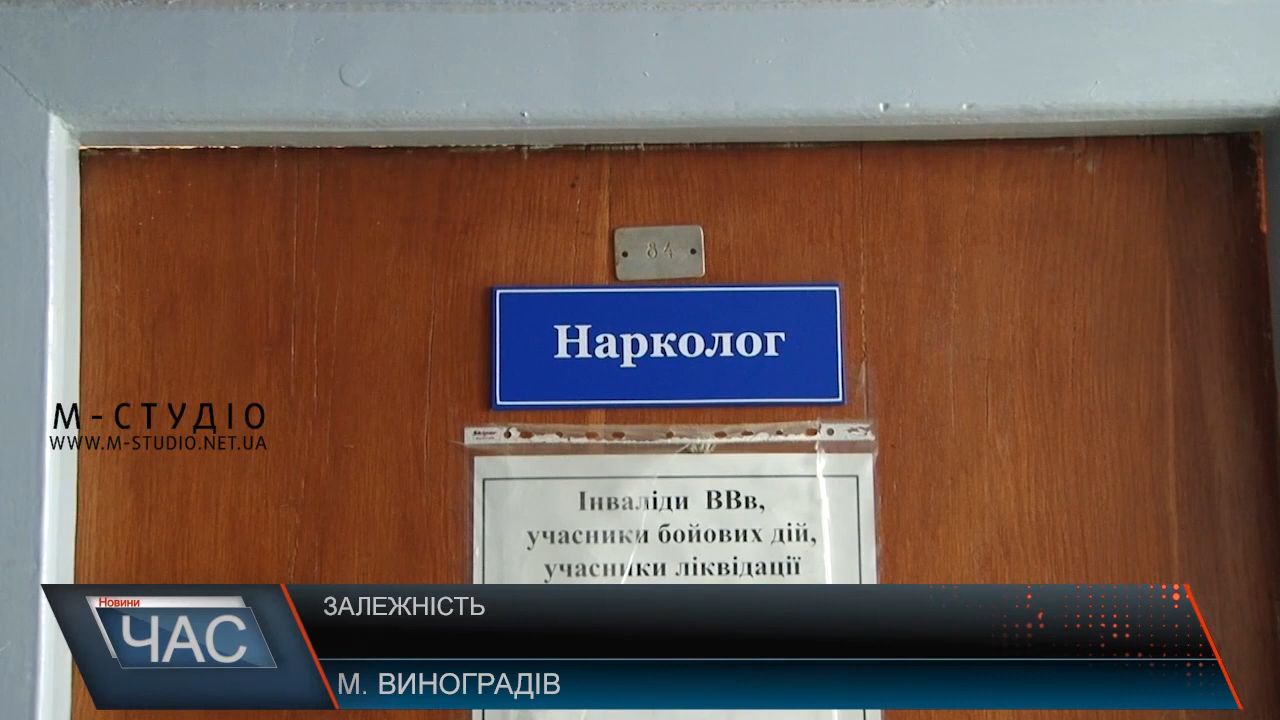 84
Нарколог
М-СТУДІО
WWW.M-STUDIO.NET.UA
Інваліди ВВв,
учасники бойових дій,
учасники ліквідації
Новини
ЧАС
ЗАЛЕЖНІСТЬ
М. ВИНОГРАДІВ